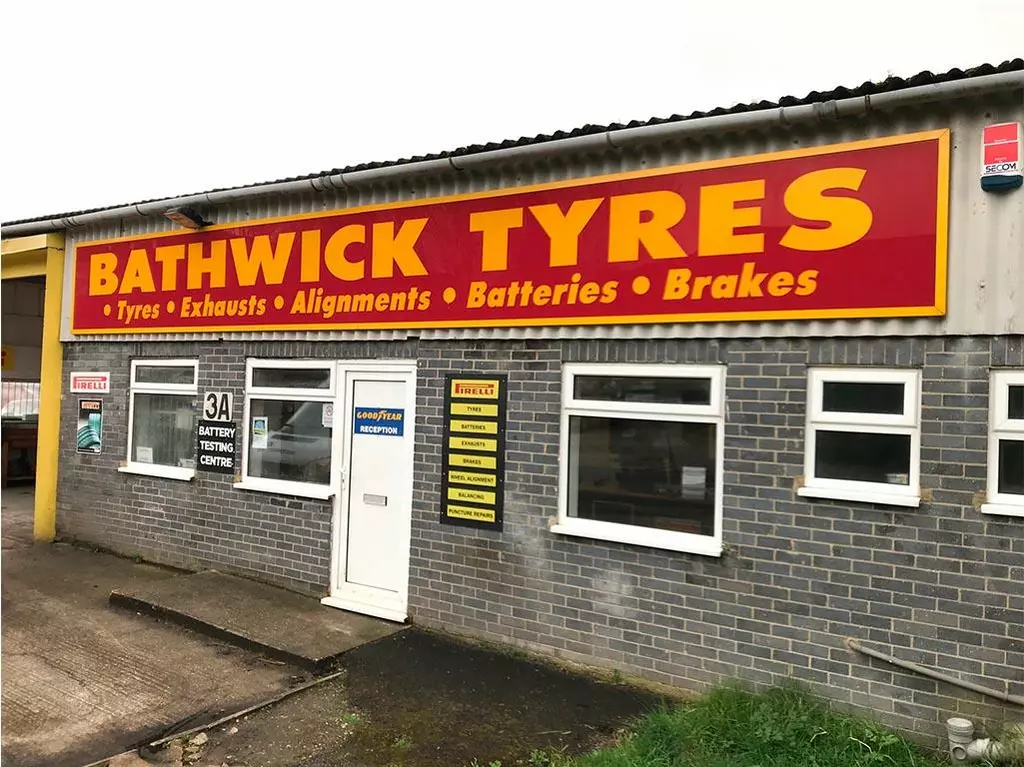 BATHWICK TYRES
• Tyres • Exhausts • Alignments • Batteries • Brakes
SECOM
PIRELLI
3A
BATTERY
TESTING
CENTRE
GOODYEAR
RECEPTION
PIRELLI
TYRES
BATTERIES
EXHAUSTS
BRAKES
WHEEL ALIGNMENT
BALANCING
PUNCTURE REPAIRS